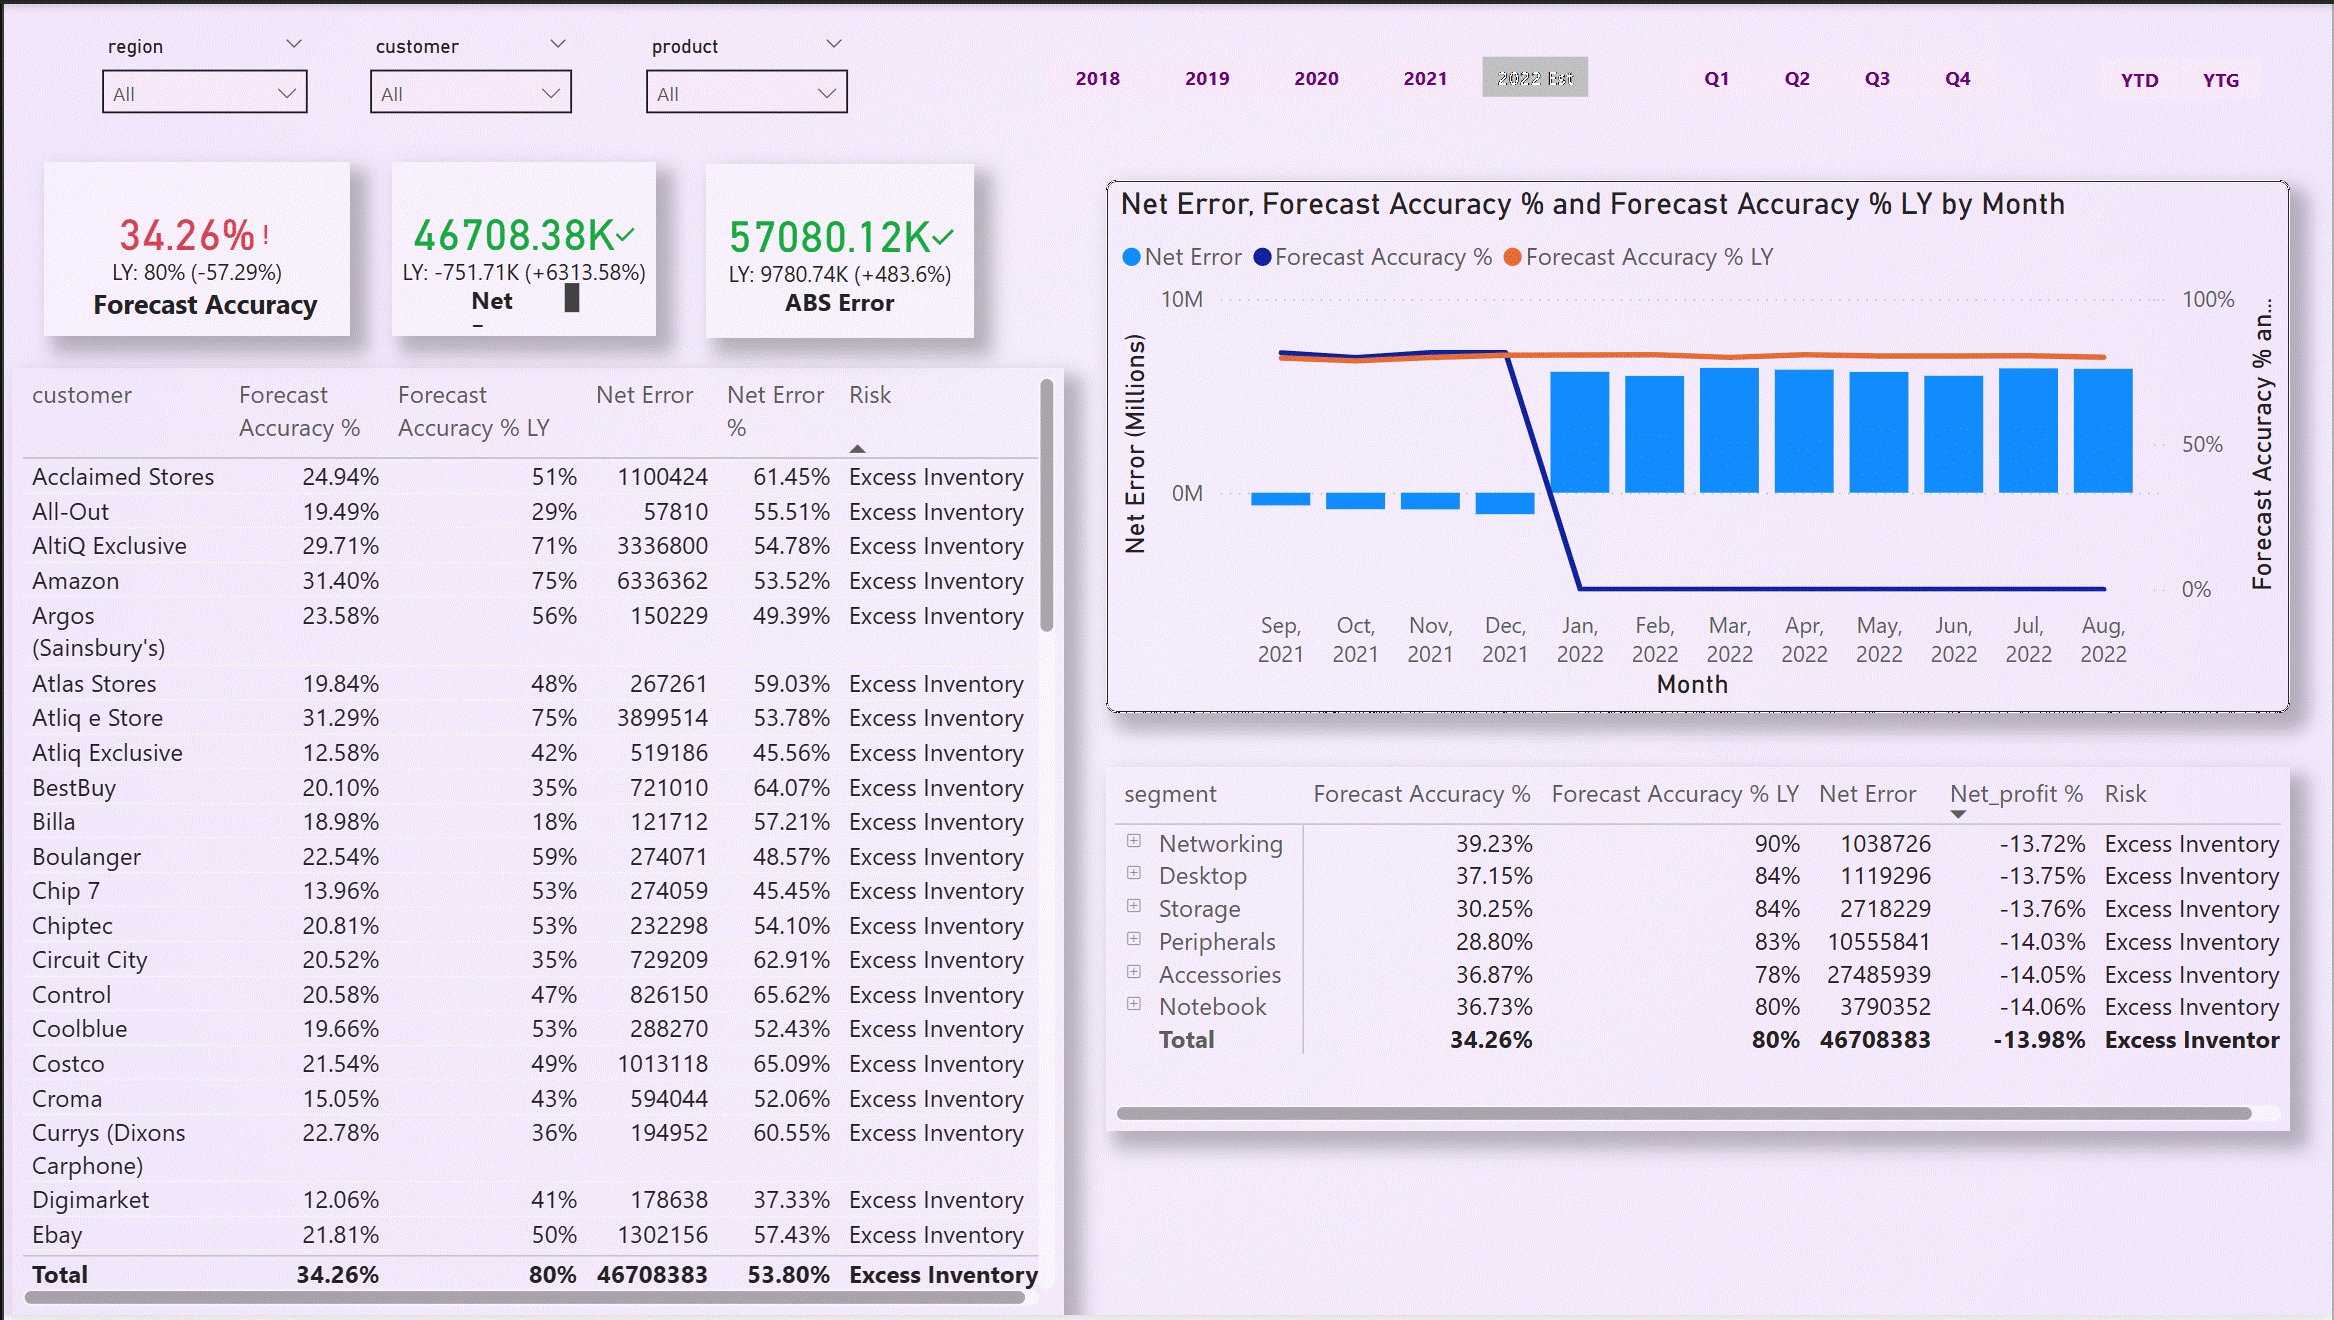 region
customer
product
All
All
All
2018 2019 2020 2021 2022 Est Q1 Q2 Q3 Q4 YTD YTG
34.26%!
LY: 80% (-57.29%)
Forecast Accuracy
46708.38K✓
LY: -751.71K (+6313.58%)
Net
57080.12K✓
LY: 9780.74K (+483.6%)
ABS Error
customer Forecast Accuracy % Forecast Accuracy % LY Net Error Net Error % Risk
Acclaimed Stores 24.94% 51% 1100424 61.45% Excess Inventory
All-Out 19.49% 29% 57810 55.51% Excess Inventory
AltiQ Exclusive 29.71% 71% 3336800 54.78% Excess Inventory
Amazon 31.40% 75% 6336362 53.52% Excess Inventory
Argos (Sainsbury's) 23.58% 56% 150229 49.39% Excess Inventory
Atlas Stores 19.84% 48% 267261 59.03% Excess Inventory
Atliq e Store 31.29% 75% 3899514 53.78% Excess Inventory
Atliq Exclusive 12.58% 42% 519186 45.56% Excess Inventory
BestBuy 20.10% 35% 721010 64.07% Excess Inventory
Billa 18.98% 18% 121712 57.21% Excess Inventory
Boulanger 22.54% 59% 274071 48.57% Excess Inventory
Chip 7 13.96% 53% 274059 45.45% Excess Inventory
Chiptec 20.81% 53% 232298 54.10% Excess Inventory
Circuit City 20.52% 35% 729209 62.91% Excess Inventory
Control 20.58% 47% 826150 65.62% Excess Inventory
Coolblue 19.66% 53% 288270 52.43% Excess Inventory
Costco 21.54% 49% 1013118 65.09% Excess Inventory
Croma 15.05% 43% 594044 52.06% Excess Inventory
Currys (Dixons Carphone) 22.78% 36% 194952 60.55% Excess Inventory
Digimarket 12.06% 41% 178638 37.33% Excess Inventory
Ebay 21.81% 50% 1302156 57.43% Excess Inventory
Total 34.26% 80% 46708383 53.80% Excess Inventory
Net Error, Forecast Accuracy % and Forecast Accuracy % LY by Month
Net Error Forecast Accuracy % Forecast Accuracy % LY
Net Error (Millions)
10M
0M
100%
50%
0%
Forecast Accuracy % an...
Sep, 2021 Oct, 2021 Nov, 2021 Dec, 2021 Jan, 2022 Feb, 2022 Mar, 2022 Apr, 2022 May, 2022 Jun, 2022 Jul, 2022 Aug, 2022
Month
segment Forecast Accuracy % Forecast Accuracy % LY Net Error Net_profit % Risk
Networking 39.23% 90% 1038726 -13.72% Excess Inventory
Desktop 37.15% 84% 1119296 -13.75% Excess Inventory
Storage 30.25% 84% 2718229 -13.76% Excess Inventory
Peripherals 28.80% 83% 10555841 -14.03% Excess Inventory
Accessories 36.87% 78% 27485939 -14.05% Excess Inventory
Notebook 36.73% 80% 3790352 -14.06% Excess Inventory
Total 34.26% 80% 46708383 -13.98% Excess Inventor